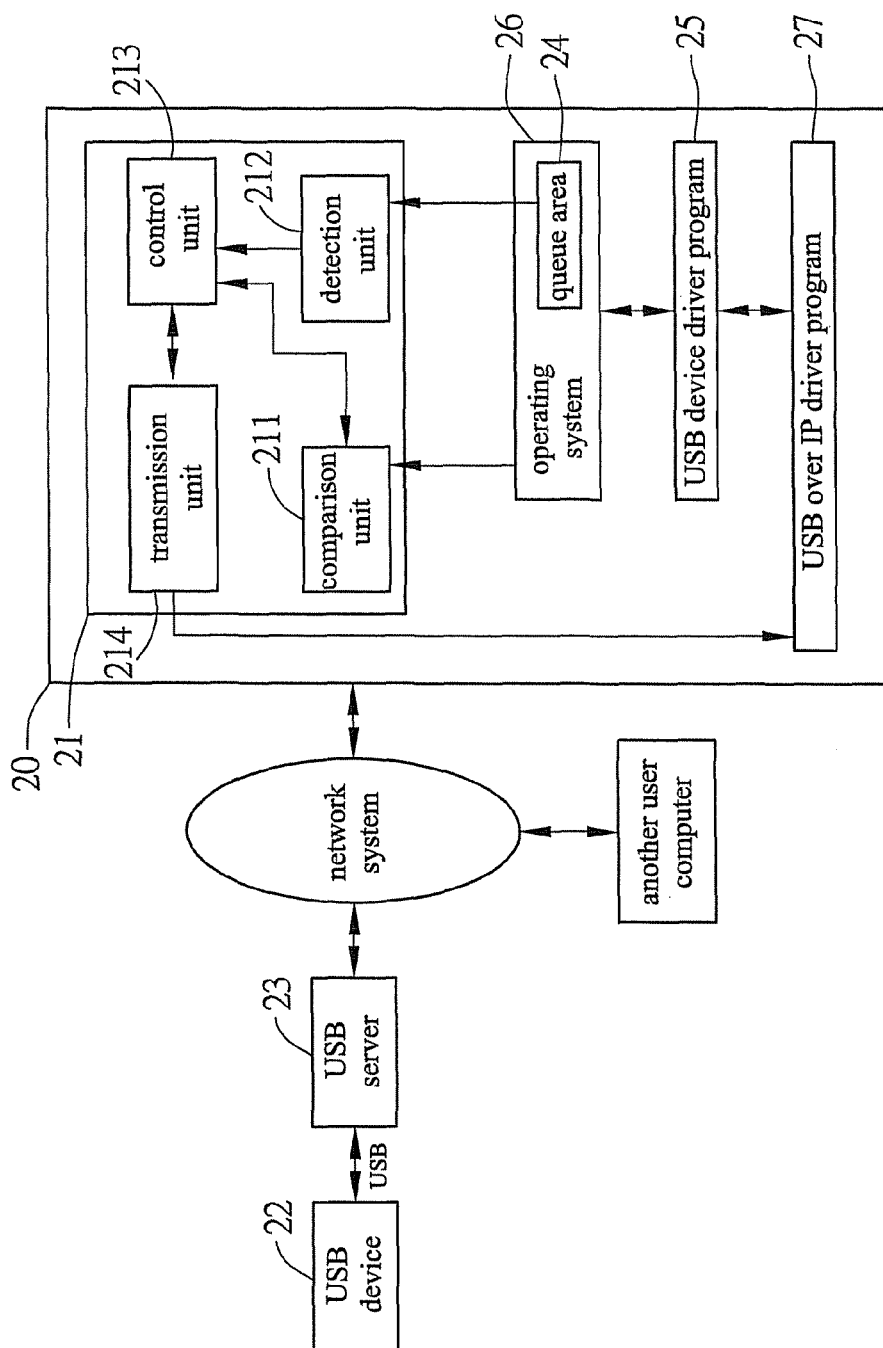 20
21
214
transmission
unit
213
control
unit
211
comparison
unit
212
detection
unit
26
24
operating
system
queue area
25
USB device driver program
27
USB over IP driver program
network
system
another user
computer
23
USB
server
USB
22
USB
device